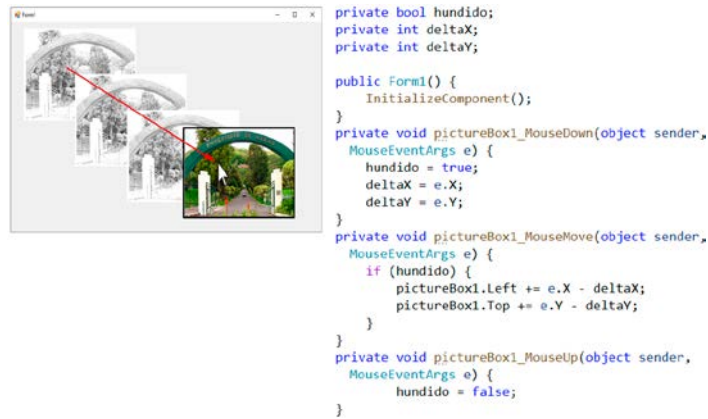 Form1
private bool hundido;
private int deltaX;
private int deltaY;
public Form1() {
InitializeComponent();
}
private void pictureBox1_MouseDown(object sender,
MouseEventArgs e) {
hundido = true;
deltaX = e.X;
deltaY = e.Y;
}
private void pictureBox1_MouseMove(object sender,
MouseEventArgs e) {
if (hundido) {
pictureBox1.Left += e.X - deltaX;
pictureBox1.Top += e.Y - deltaY;
}
}
private void pictureBox1_MouseUp(object sender,
MouseEventArgs e) {
hundido = false;
}